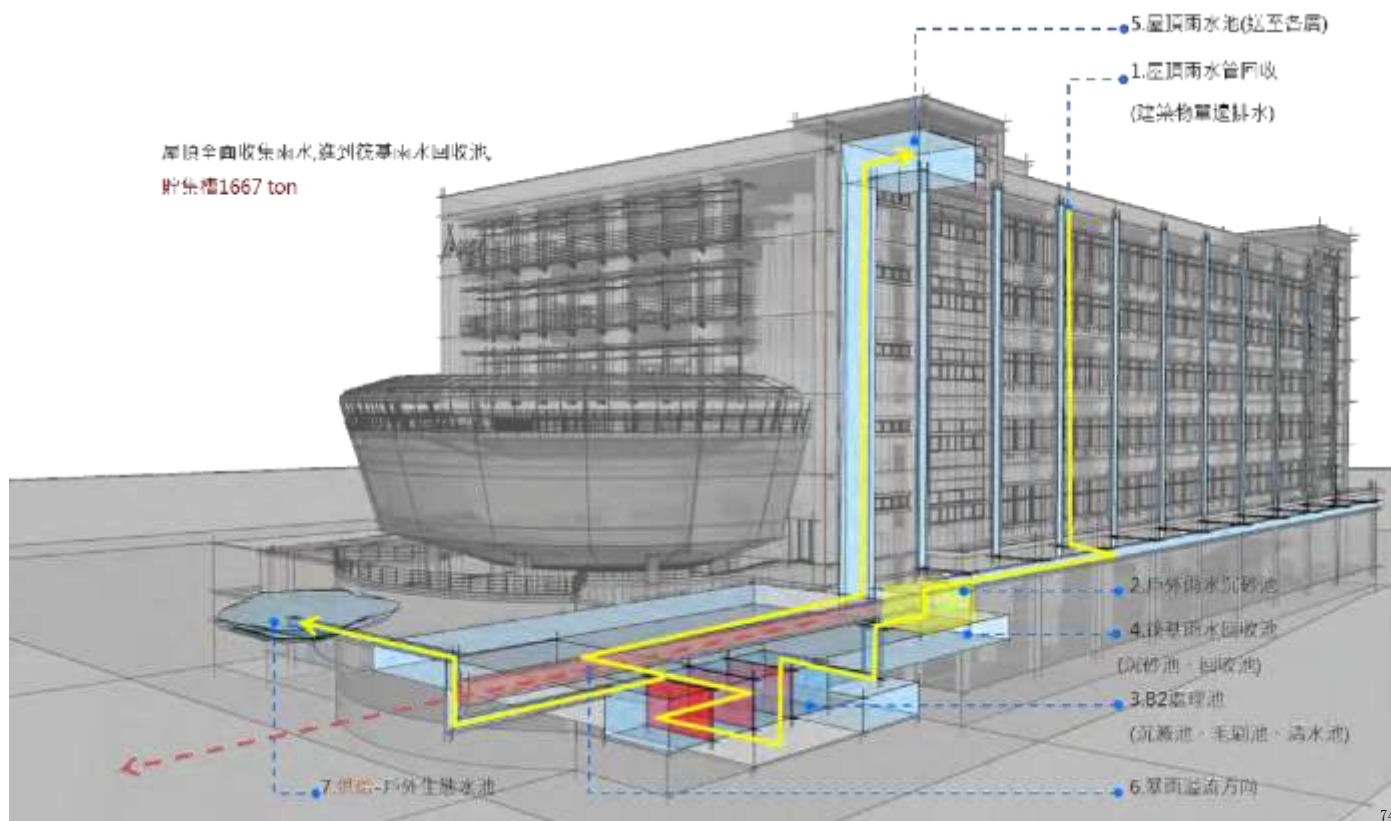 5.屋頂雨水池(送至各層)
1.屋頂雨水管回收
(建築物單邊排水)
屋頂全面收集雨水,進到筏基雨水回收池,
貯集槽1667 ton
2.戶外雨水沉砂池
4.筏基雨水回收池
(沉砂池、回收池)
3.B2處理池
(沉澱池、毛刷池、清水池)
7.供給-戶外生態水池
6.暴雨溢流方向
74